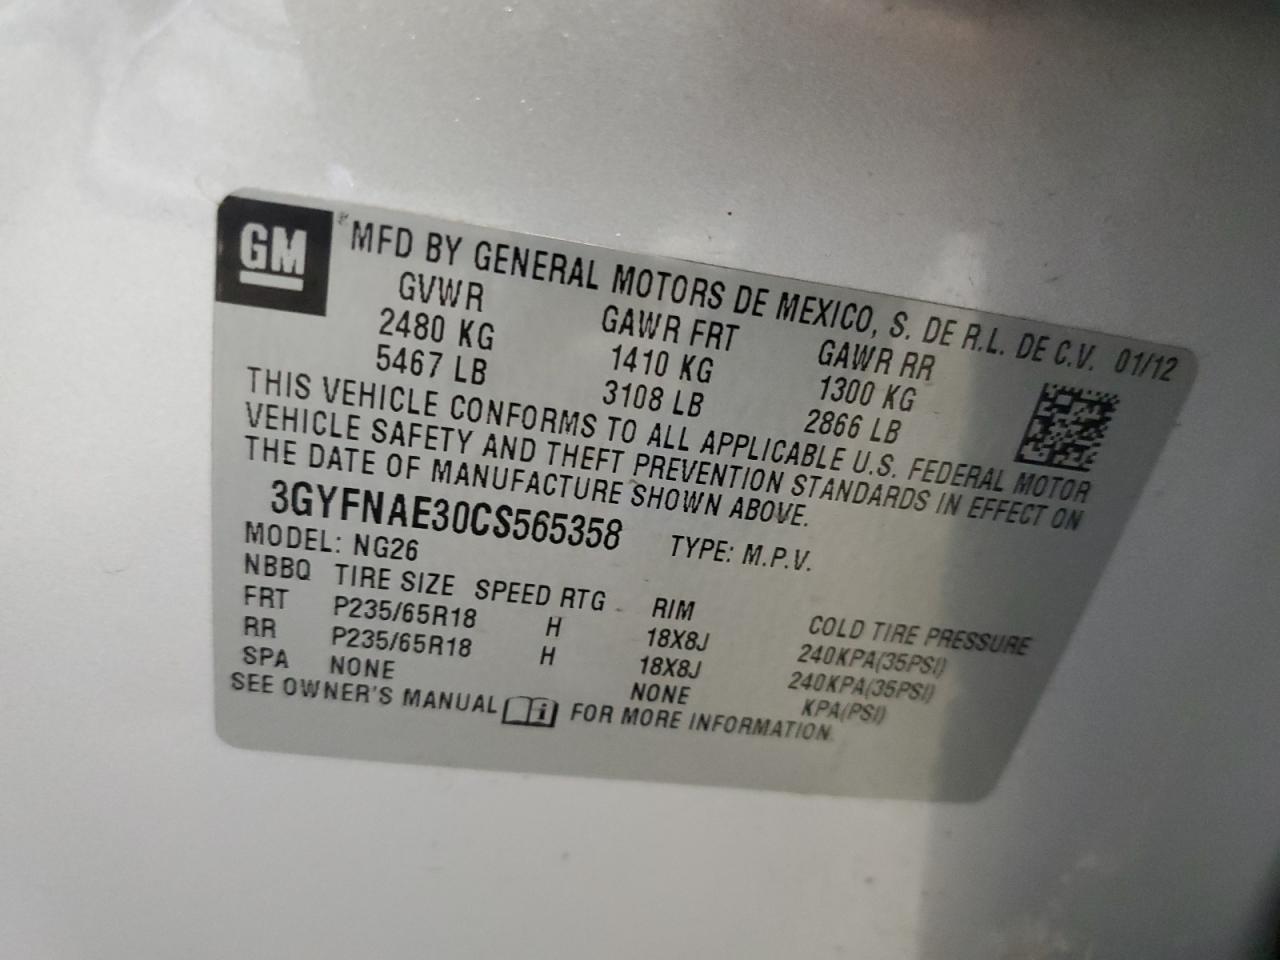 GM
MFD BY GENERAL MOTORS DE MEXICO, S. DE R.L. DE C.V. 01/12
GVWR GAWR FRT GAWR RR
2480 KG 1410 KG 1300 KG
5467 LB 3108 LB 2866 LB
THIS VEHICLE CONFORMS TO ALL APPLICABLE U.S. FEDERAL MOTOR
VEHICLE SAFETY AND THEFT PREVENTION STANDARDS IN EFFECT ON
THE DATE OF MANUFACTURE SHOWN ABOVE.
3GYFNAE30CS565358 TYPE: M.P.V.
MODEL: NG26
NBBQ TIRE SIZE SPEED RTG RIM COLD TIRE PRESSURE
FRT P235/65R18 H 18X8J 240KPA(35PSI)
RR P235/65R18 H 18X8J 240KPA(35PSI)
SPA NONE NONE KPA(PSI)
SEE OWNER'S MANUAL i FOR MORE INFORMATION.